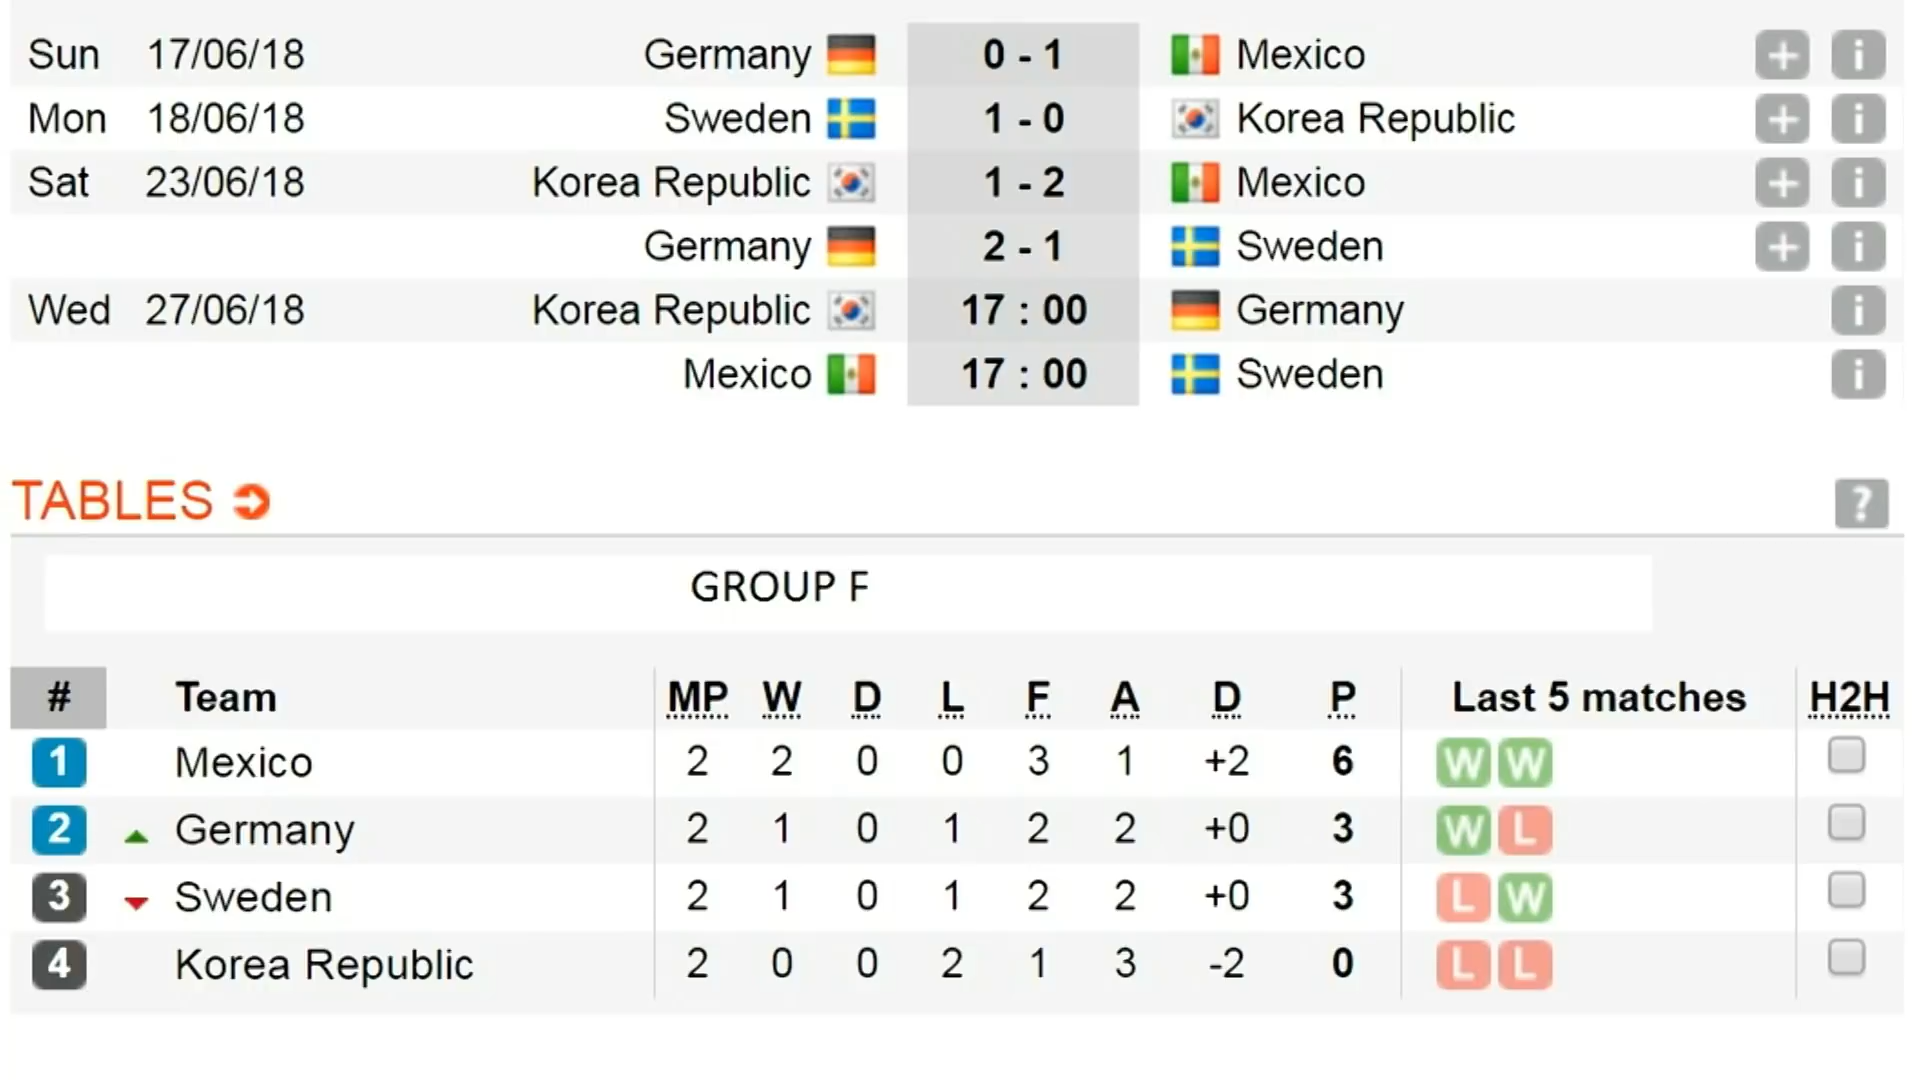 Sun 17/06/18 Germany 0 - 1 Mexico + i
Mon 18/06/18 Sweden 1 - 0 Korea Republic + i
Sat 23/06/18 Korea Republic 1 - 2 Mexico + i
Germany 2 - 1 Sweden + i
Wed 27/06/18 Korea Republic 17 : 00 Germany i
Mexico 17 : 00 Sweden i
TABLES ?
GROUP F
# Team MP W D L F A D P Last 5 matches H2H
1 Mexico 2 2 0 0 3 1 +2 6 W W
2 Germany 2 1 0 1 2 2 +0 3 W L
3 Sweden 2 1 0 1 2 2 +0 3 L W
4 Korea Republic 2 0 0 2 1 3 -2 0 L L